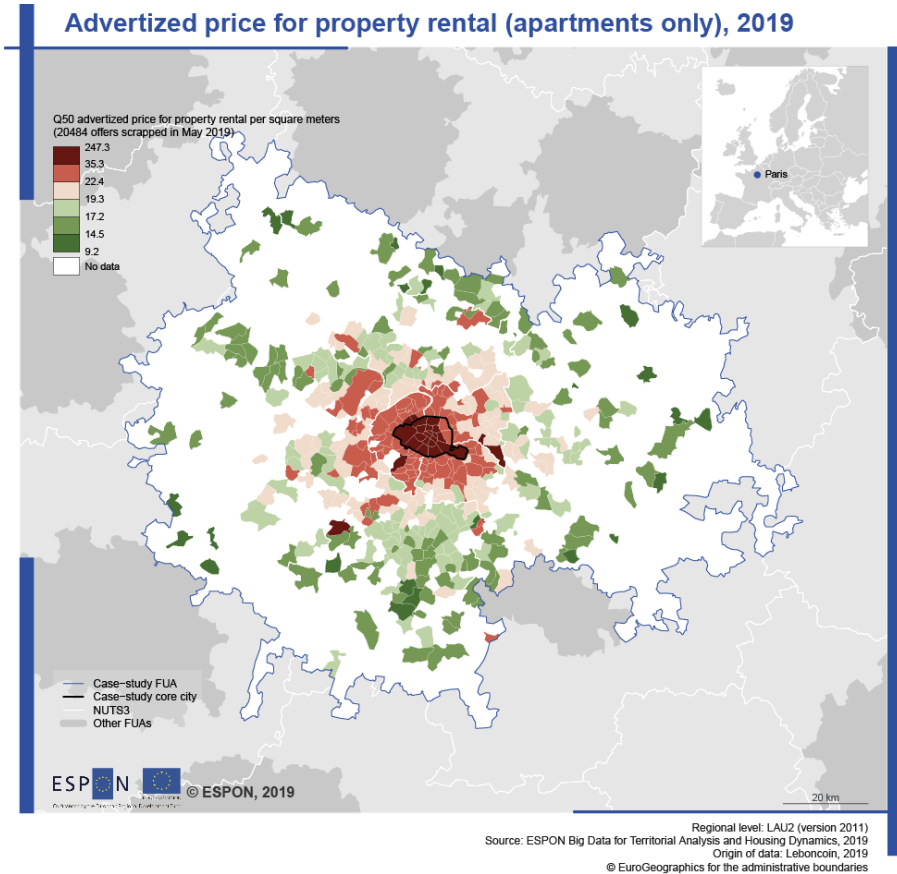 Advertized price for property rental (apartments only), 2019
Q50 advertized price for property rental per square meters
(20484 offers scrapped in May 2019)
247.3
35.3
22.4
19.3
17.2
14.5
9.2
No data
Paris
Case-study FUA
Case-study core city
NUTS3
Other FUAs
ESPON
© ESPON, 2019
20 km
Regional level: LAU2 (version 2011)
Source: ESPON Big Data for Territorial Analysis and Housing Dynamics, 2019
Origin of data: Leboncoin, 2019
© EuroGeographics for the administrative boundaries